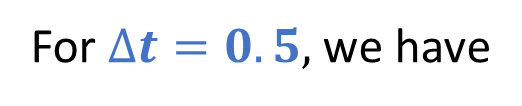 For Δt = 0.5, we have